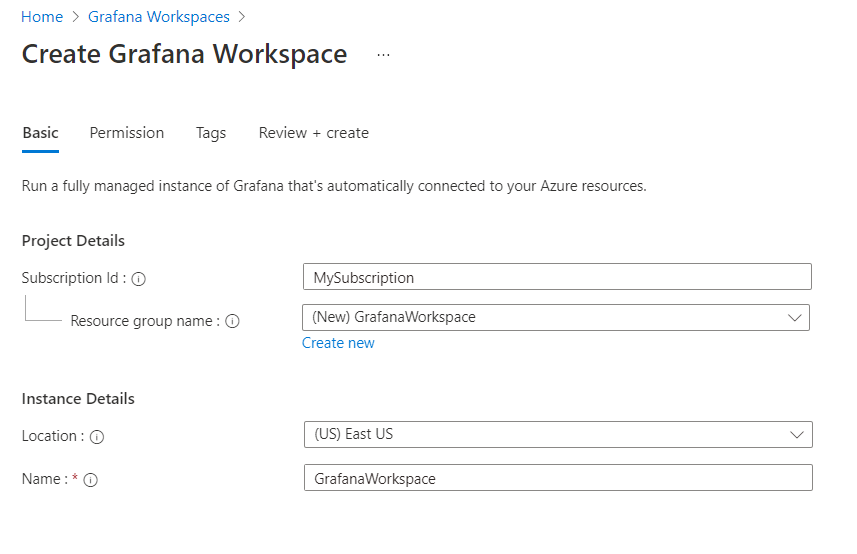 Home > Grafana Workspaces >
Create Grafana Workspace ...
Basic Permission Tags Review + create
Run a fully managed instance of Grafana that's automatically connected to your Azure resources.
Project Details
Subscription Id : MySubscription
Resource group name : (New) GrafanaWorkspace
Create new
Instance Details
Location : (US) East US
Name : * GrafanaWorkspace